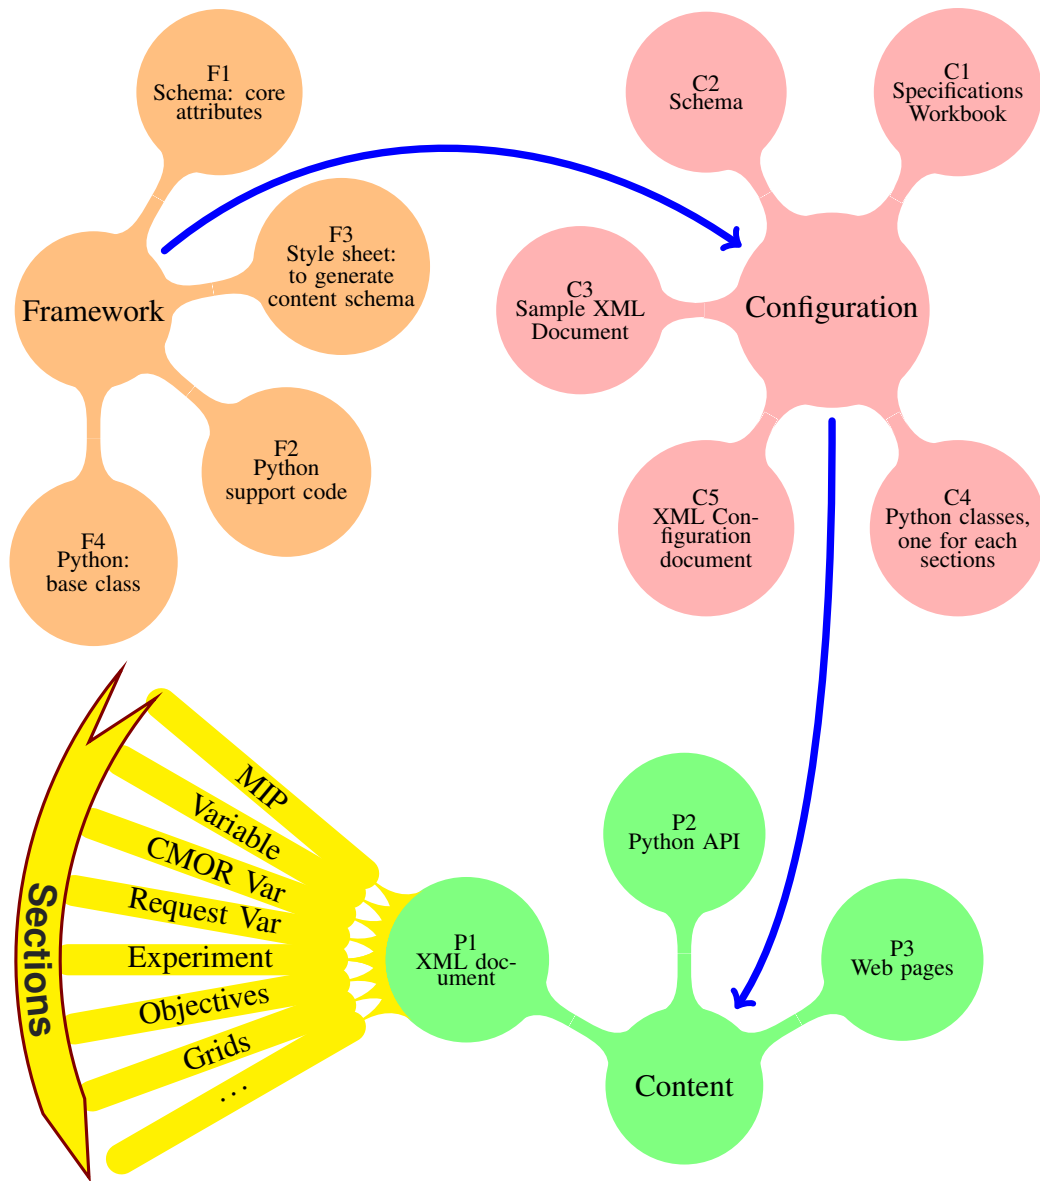 F1
Schema: core
attributes
F3
Style sheet:
to generate
content schema
Framework
F2
Python
support code
F4
Python:
base class
C2
Schema
C1
Specifications
Workbook
C3
Sample XML
Document
Configuration
C5
XML Con-
figuration
document
C4
Python classes,
one for each
sections
Sections
MIP
Variable
CMOR Var
Request Var
Experiment
Objectives
Grids
...
P1
XML doc-
ument
P2
Python API
P3
Web pages
Content